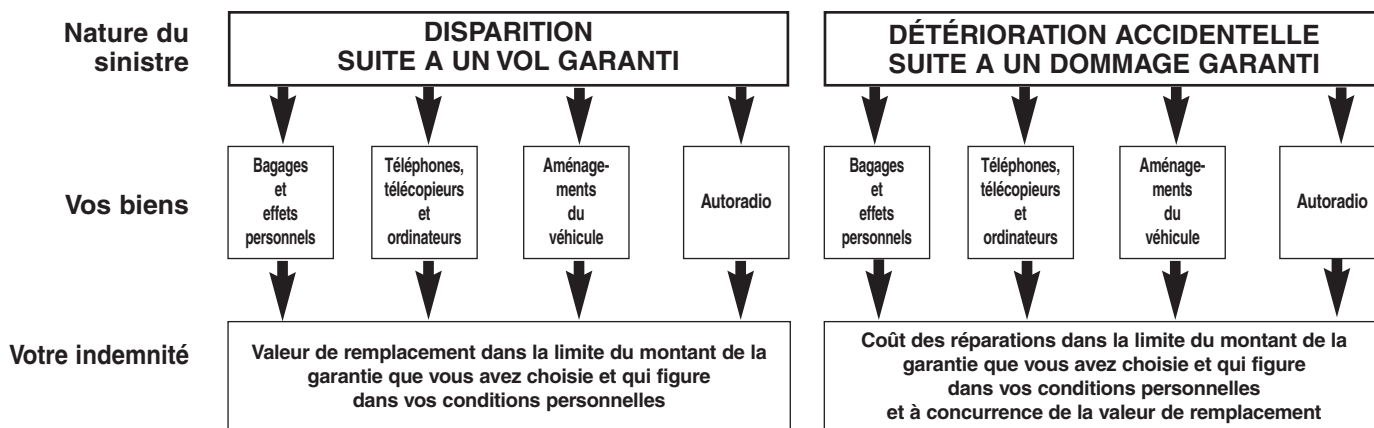 Nature du
sinistre
DISPARITION
SUITE A UN VOL GARANTI
DÉTÉRIORATION ACCIDENTELLE
SUITE A UN DOMMAGE GARANTI
Vos biens
Bagages
et
effets
personnels
Téléphones,
télécopieurs
et
ordinateurs
Aménage-
ments
du
véhicule
Autoradio
Bagages
et
effets
personnels
Téléphones,
télécopieurs
et
ordinateurs
Aménage-
ments
du
véhicule
Autoradio
Votre indemnité
Valeur de remplacement dans la limite du montant de la
garantie que vous avez choisie et qui figure
dans vos conditions personnelles
Coût des réparations dans la limite du montant de la
garantie que vous avez choisie et qui figure
dans vos conditions personnelles
et à concurrence de la valeur de remplacement